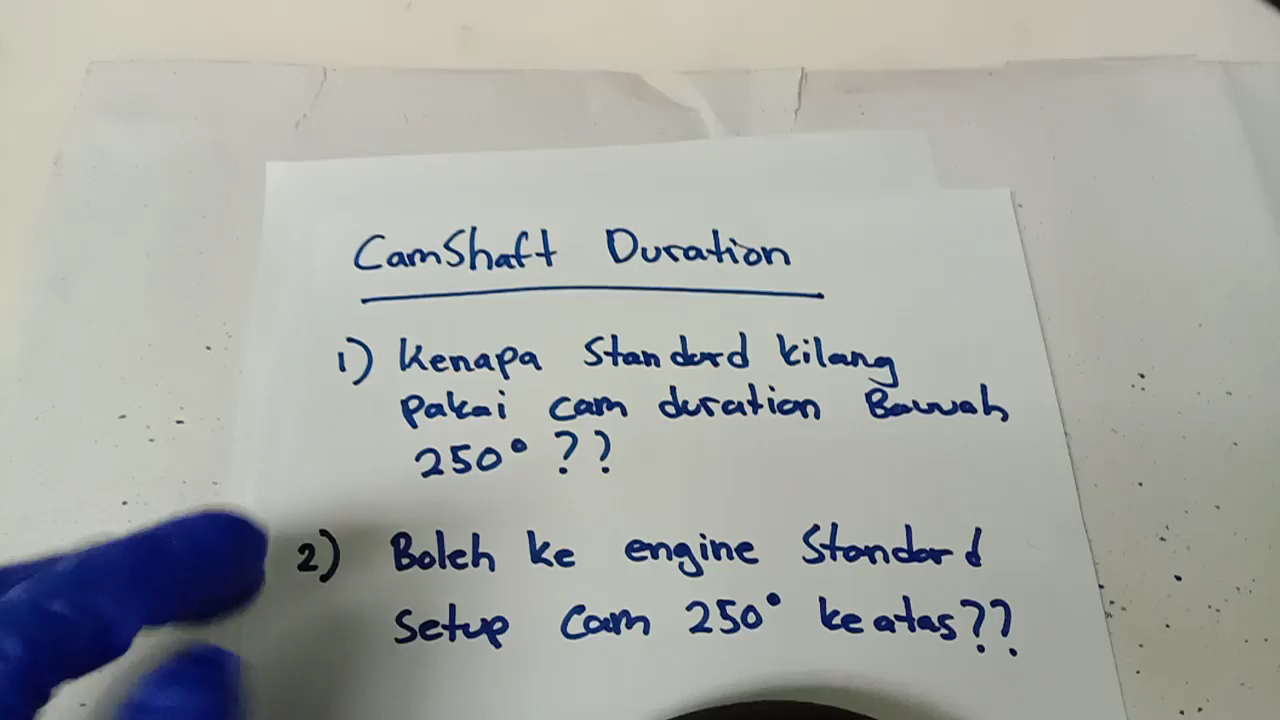 CamShaft Duration
1) Kenapa Standard kilang
pakai cam duration Bawah
250° ??
2) Boleh ke engine Standard
Setup Cam 250° keatas??